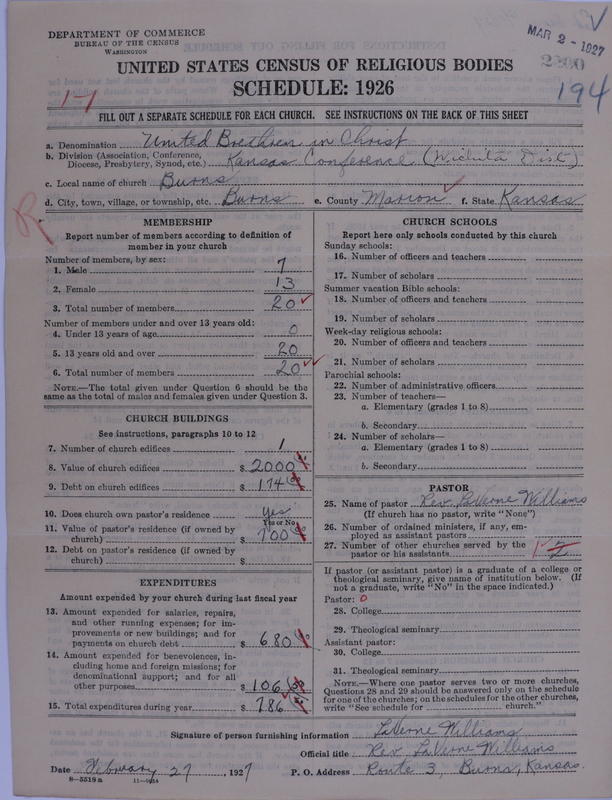 DEPARTMENT OF COMMERCE
BUREAU OF THE CENSUS
WASHINGTON
MAR 2 - 1927
2390
194
1-1
UNITED STATES CENSUS OF RELIGIOUS BODIES
SCHEDULE: 1926
FILL OUT A SEPARATE SCHEDULE FOR EACH CHURCH. SEE INSTRUCTIONS ON THE BACK OF THIS SHEET
a. Denomination United Brethren in Christ
b. Division (Association, Conference,
Diocese, Presbytery, Synod, etc.) Kansas Conference (Wichita Dist)
c. Local name of church Burns
d. City, town, village, or township, etc. Burns e. County Marion f. State Kansas
R
MEMBERSHIP
Report number of members according to definition of
member in your church
Number of members, by sex:
1. Male 7
2. Female 13
3. Total number of members 20
Number of members under and over 13 years old:
4. Under 13 years of age 0
5. 13 years old and over 20
6. Total number of members 20
NOTE.—The total given under Question 6 should be the
same as the total of males and females given under Question 3.
CHURCH BUILDINGS
See instructions, paragraphs 10 to 12
7. Number of church edifices 1
8. Value of church edifices $ 2000
9. Debt on church edifices $ 174
10. Does church own pastor's residence yes
Yes or No
11. Value of pastor's residence (if owned by
church) $ 700
12. Debt on pastor's residence (if owned by
church) $
EXPENDITURES
Amount expended by your church during last fiscal year
13. Amount expended for salaries, repairs,
and other running expenses; for im-
provements or new buildings; and for
payments on church debt $ 680
14. Amount expended for benevolences, in-
cluding home and foreign missions; for
denominational support; and for all
other purposes $ 106
15. Total expenditures during year $ 786
CHURCH SCHOOLS
Report here only schools conducted by this church
Sunday schools:
16. Number of officers and teachers
17. Number of scholars
Summer vacation Bible schools:
18. Number of officers and teachers
19. Number of scholars
Week-day religious schools:
20. Number of officers and teachers
21. Number of scholars
Parochial schools:
22. Number of administrative officers
23. Number of teachers—
a. Elementary (grades 1 to 8)
b. Secondary
24. Number of scholars—
a. Elementary (grades 1 to 8)
b. Secondary
PASTOR
25. Name of pastor Rev. LaVerne Williams
(If church has no pastor, write "None")
26. Number of ordained ministers, if any, em-
ployed as assistant pastors
27. Number of other churches served by the
pastor or his assistants 1 2
If pastor (or assistant pastor) is a graduate of a college or
theological seminary, give name of institution below. (If
not a graduate, write "No" in the space indicated.)
Pastor: 0
28. College
29. Theological seminary
Assistant pastor:
30. College
31. Theological seminary
NOTE.—Where one pastor serves two or more churches,
Questions 28 and 29 should be answered only on the schedule
for one of the churches; on the schedules for the other churches,
write "See schedule for church."
Signature of person furnishing information LaVerne Williams
Official title Rev. LaVerne Williams
Date February 27, 1927 P. O. Address Route 3, Burns, Kansas.
8-5518a